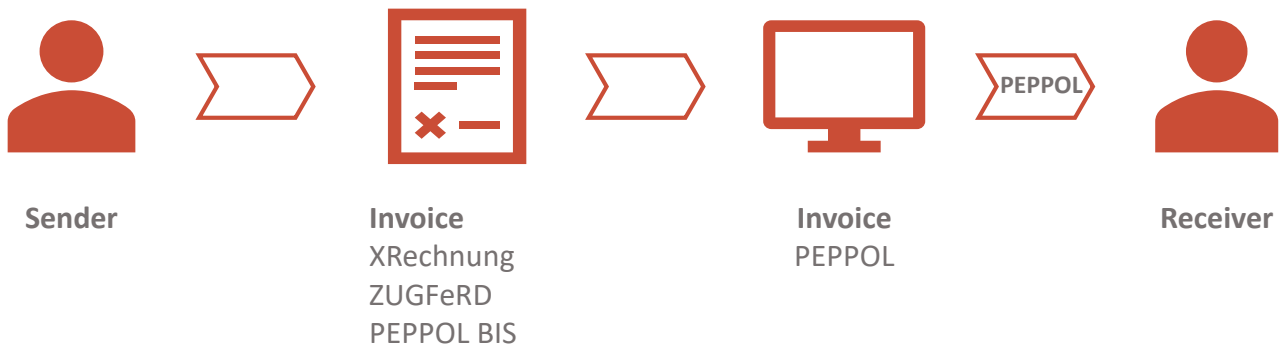 PEPPOL
Sender
Invoice
XRechnung
ZUGFeRD
PEPPOL BIS
Invoice
PEPPOL
Receiver